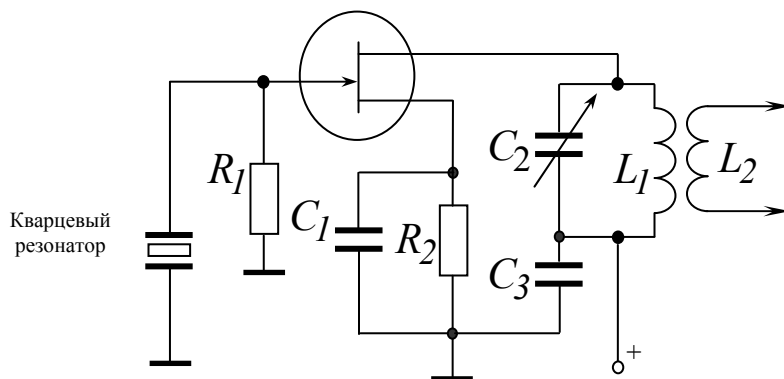 C2
L1
L2
R1
C1
Кварцевый
резонатор
R2
C3
+